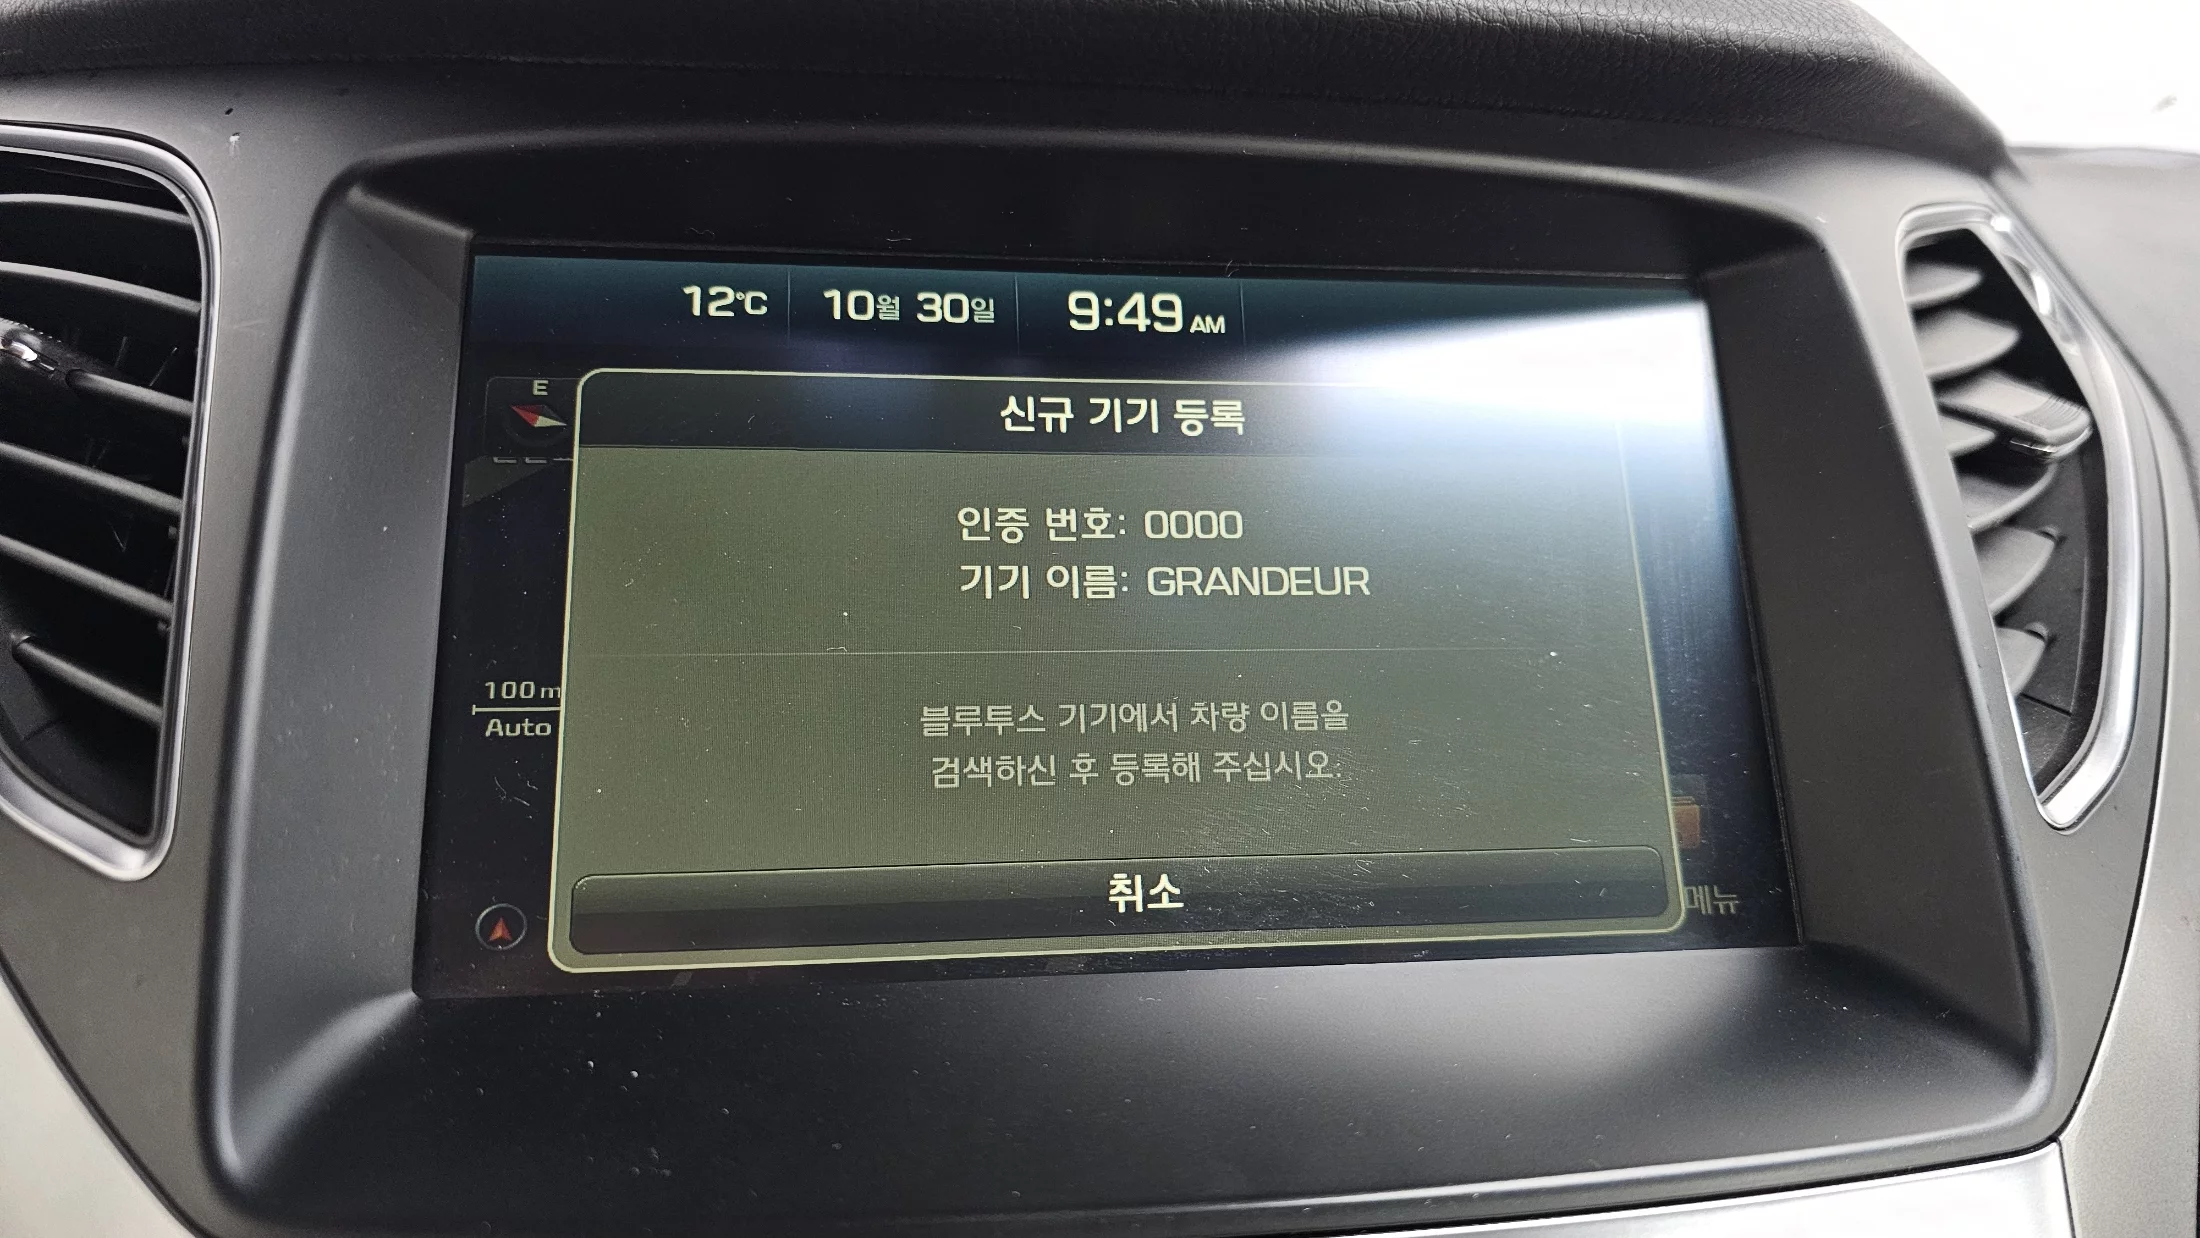 12°C 10월 30일 9:49 AM
E
신규 기기 등록
인증 번호: 0000
기기 이름: GRANDEUR
100m
Auto
블루투스 기기에서 차량 이름을
검색하신 후 등록해 주십시오.
취소
메뉴